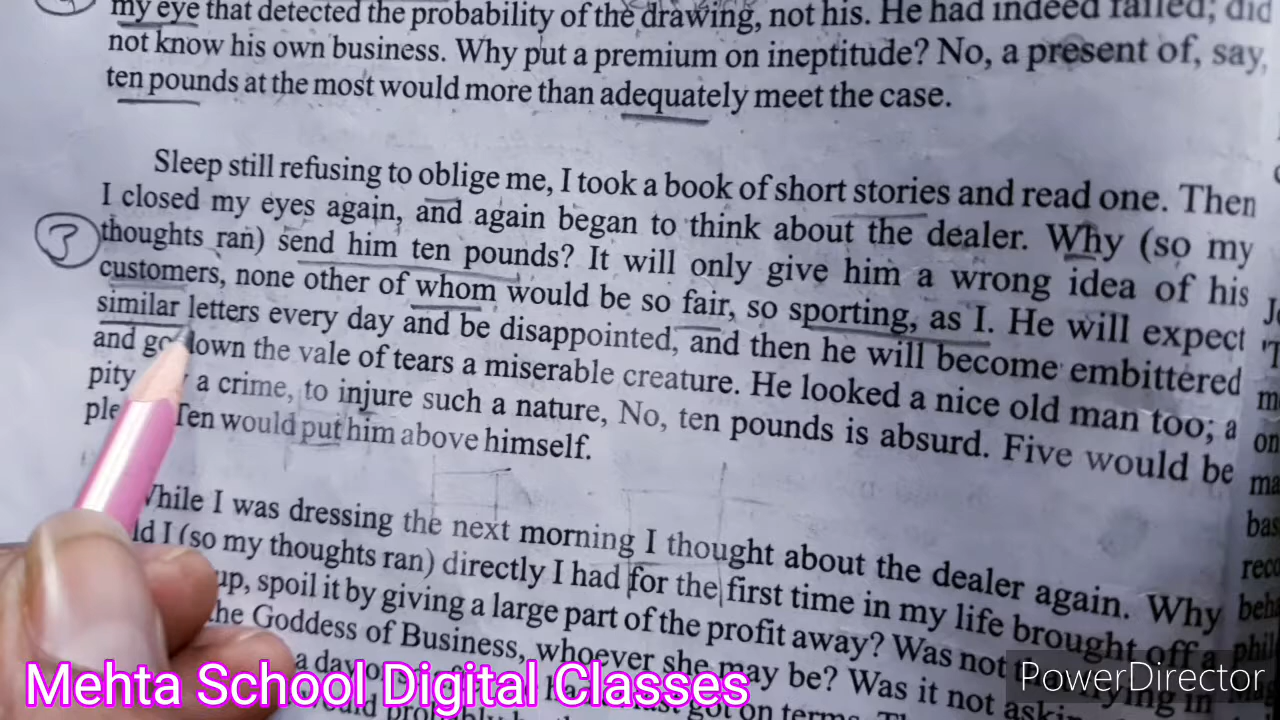 my eye that detected the probability of the drawing, not his. He had indeed failed; did
not know his own business. Why put a premium on ineptitude? No, a present of, say,
ten pounds at the most would more than adequately meet the case.
Sleep still refusing to oblige me, I took a book of short stories and read one. Then
I closed my eyes again, and again began to think about the dealer. Why (so my
3
thoughts ran) send him ten pounds? It will only give him a wrong idea of his
customers, none other of whom would be so fair, so sporting, as I. He will expect
similar letters every day and be disappointed, and then he will become embittered
and go down the vale of tears a miserable creature. He looked a nice old man too; a
pity a crime, to injure such a nature, No, ten pounds is absurd. Five would be
Ten would put him above himself.
While I was dressing the next morning I thought about the dealer again. Why
I (so my thoughts ran) directly I had for the first time in my life brought off a
up, spoil it by giving a large part of the profit away? Was not
the Goddess of Business, whoever she may be? Was it not
Mehta School Digital Classes
PowerDirector